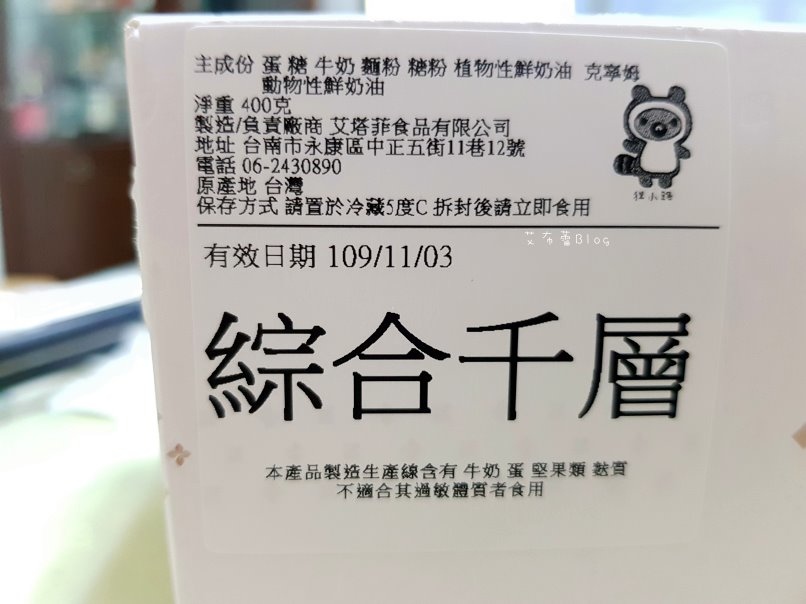 主成份 蛋 糖 牛奶 麵粉 糖粉 植物性鮮奶油 克寧姆
動物性鮮奶油
淨重 400克
製造/負責廠商 艾塔菲食品有限公司
地址 台南市永康區中正五街11巷12號
電話 06-2430890
原產地 台灣
保存方式 請置於冷藏5度C 拆封後請立即食用
狸小路
有效日期 109/11/03
艾布蕾Blog
綜合千層
本產品製造生產線含有 牛奶 蛋 堅果類 麩質
不適合其過敏體質者食用